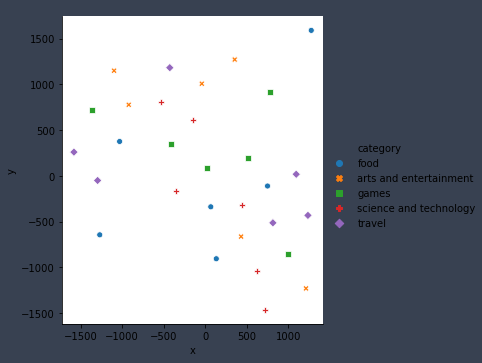 1500
1000
500
0
−500
−1000
−1500
y
−1500 −1000 −500 0 500 1000
x
category
food
arts and entertainment
games
science and technology
travel